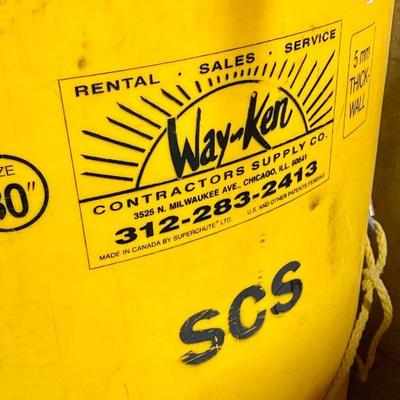 RENTAL · SALES · SERVICE
Way-Ken
CONTRACTORS SUPPLY CO.
3525 N. MILWAUKEE AVE., CHICAGO, ILL. 60641
312-283-2413
MADE IN CANADA BY SUPERCHUTE® LTD. U.S. AND OTHER PATENTS PENDING
5 mm
THICK-
WALL
30"
SCS